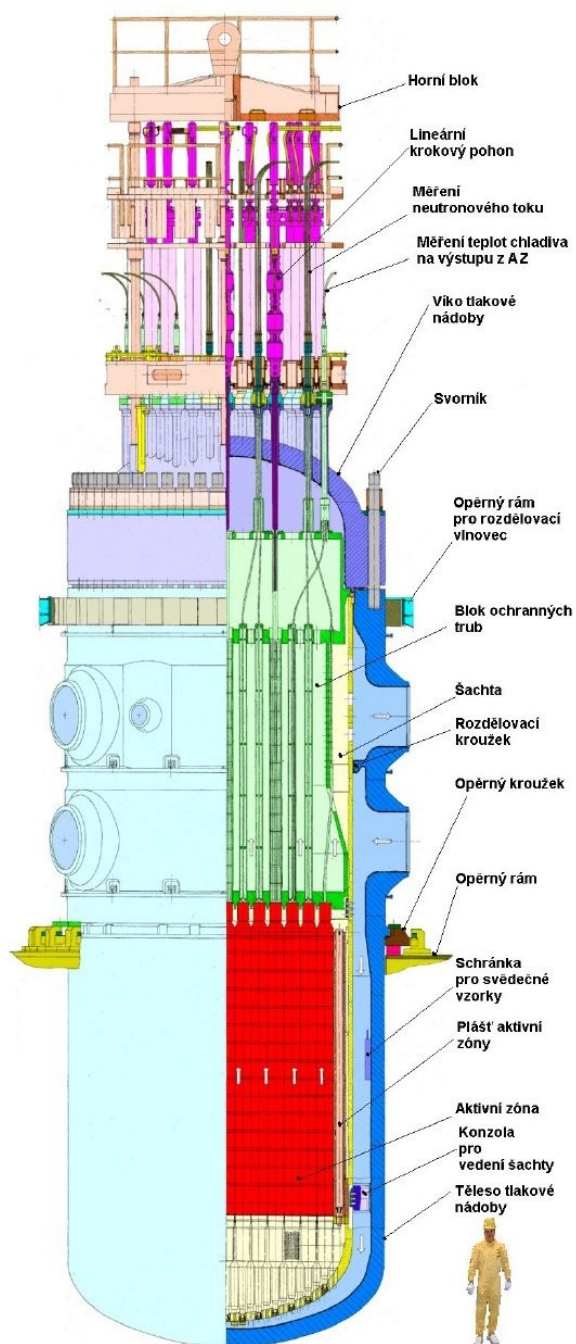 Horní blok
Lineární
krokový pohon
Měření
neutronového toku
Měření teplot chladiva
na výstupu z AZ
Víko tlakové
nádoby
Svorník
Opěrný rám
pro rozdělovací
vlnovec
Blok ochranných
trub
Šachta
Rozdělovací
kroužek
Opěrný kroužek
Opěrný rám
Schránka
pro svědečné
vzorky
Plášť aktivní
zóny
Aktivní zóna
Konzola
pro
vedení šachty
Těleso tlakové
nádoby